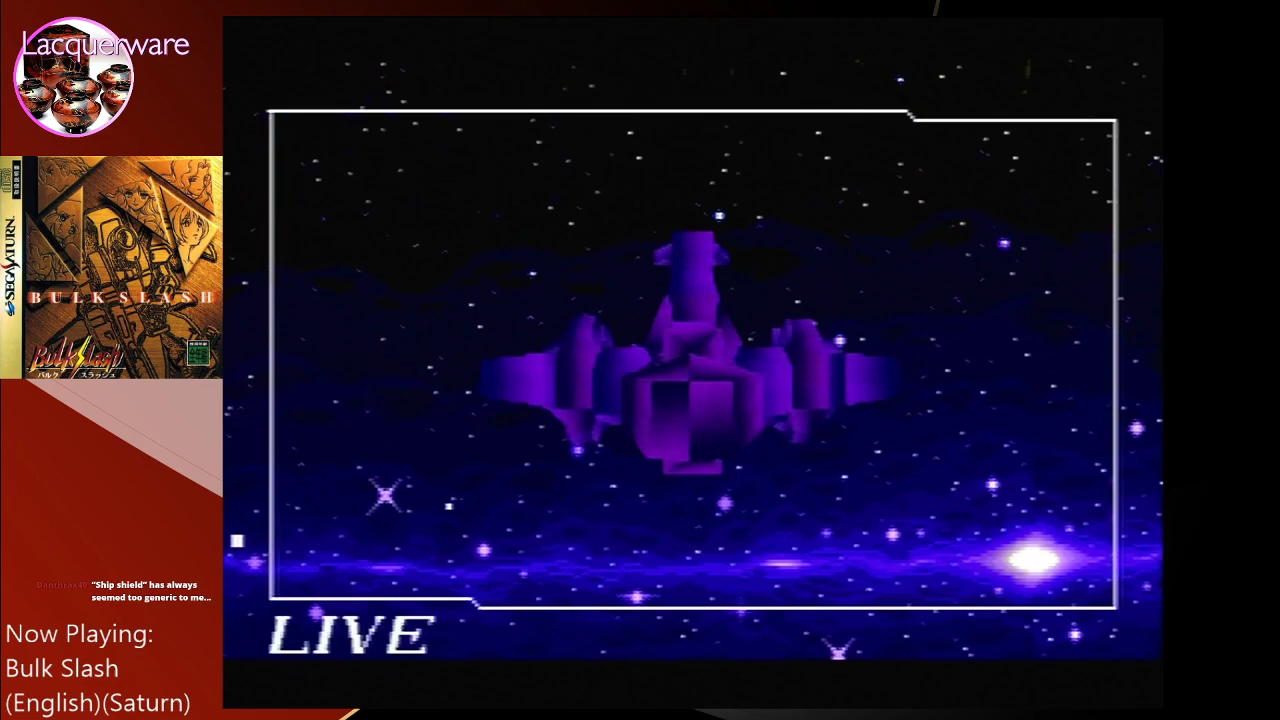 Lacquerware
SEGA SATURN
BULK SLASH
Bulk Slash
バルク スラッシュ
LIVE
Danthrax40 “Ship shield” has always
seemed too generic to me...
Now Playing:
Bulk Slash
(English)(Saturn)